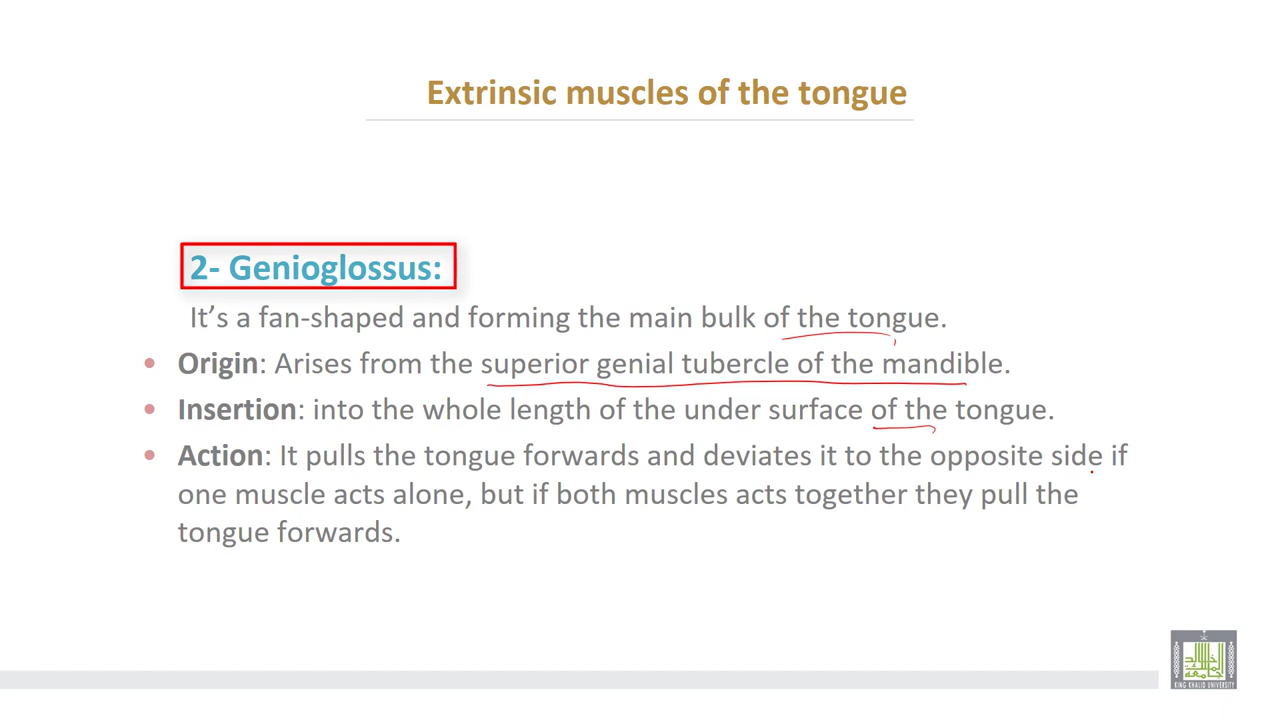 Extrinsic muscles of the tongue
2- Genioglossus:
It’s a fan-shaped and forming the main bulk of the tongue.
• Origin: Arises from the superior genial tubercle of the mandible.
• Insertion: into the whole length of the under surface of the tongue.
• Action: It pulls the tongue forwards and deviates it to the opposite side if
one muscle acts alone, but if both muscles acts together they pull the
tongue forwards.
KING KHALID UNIVERSITY